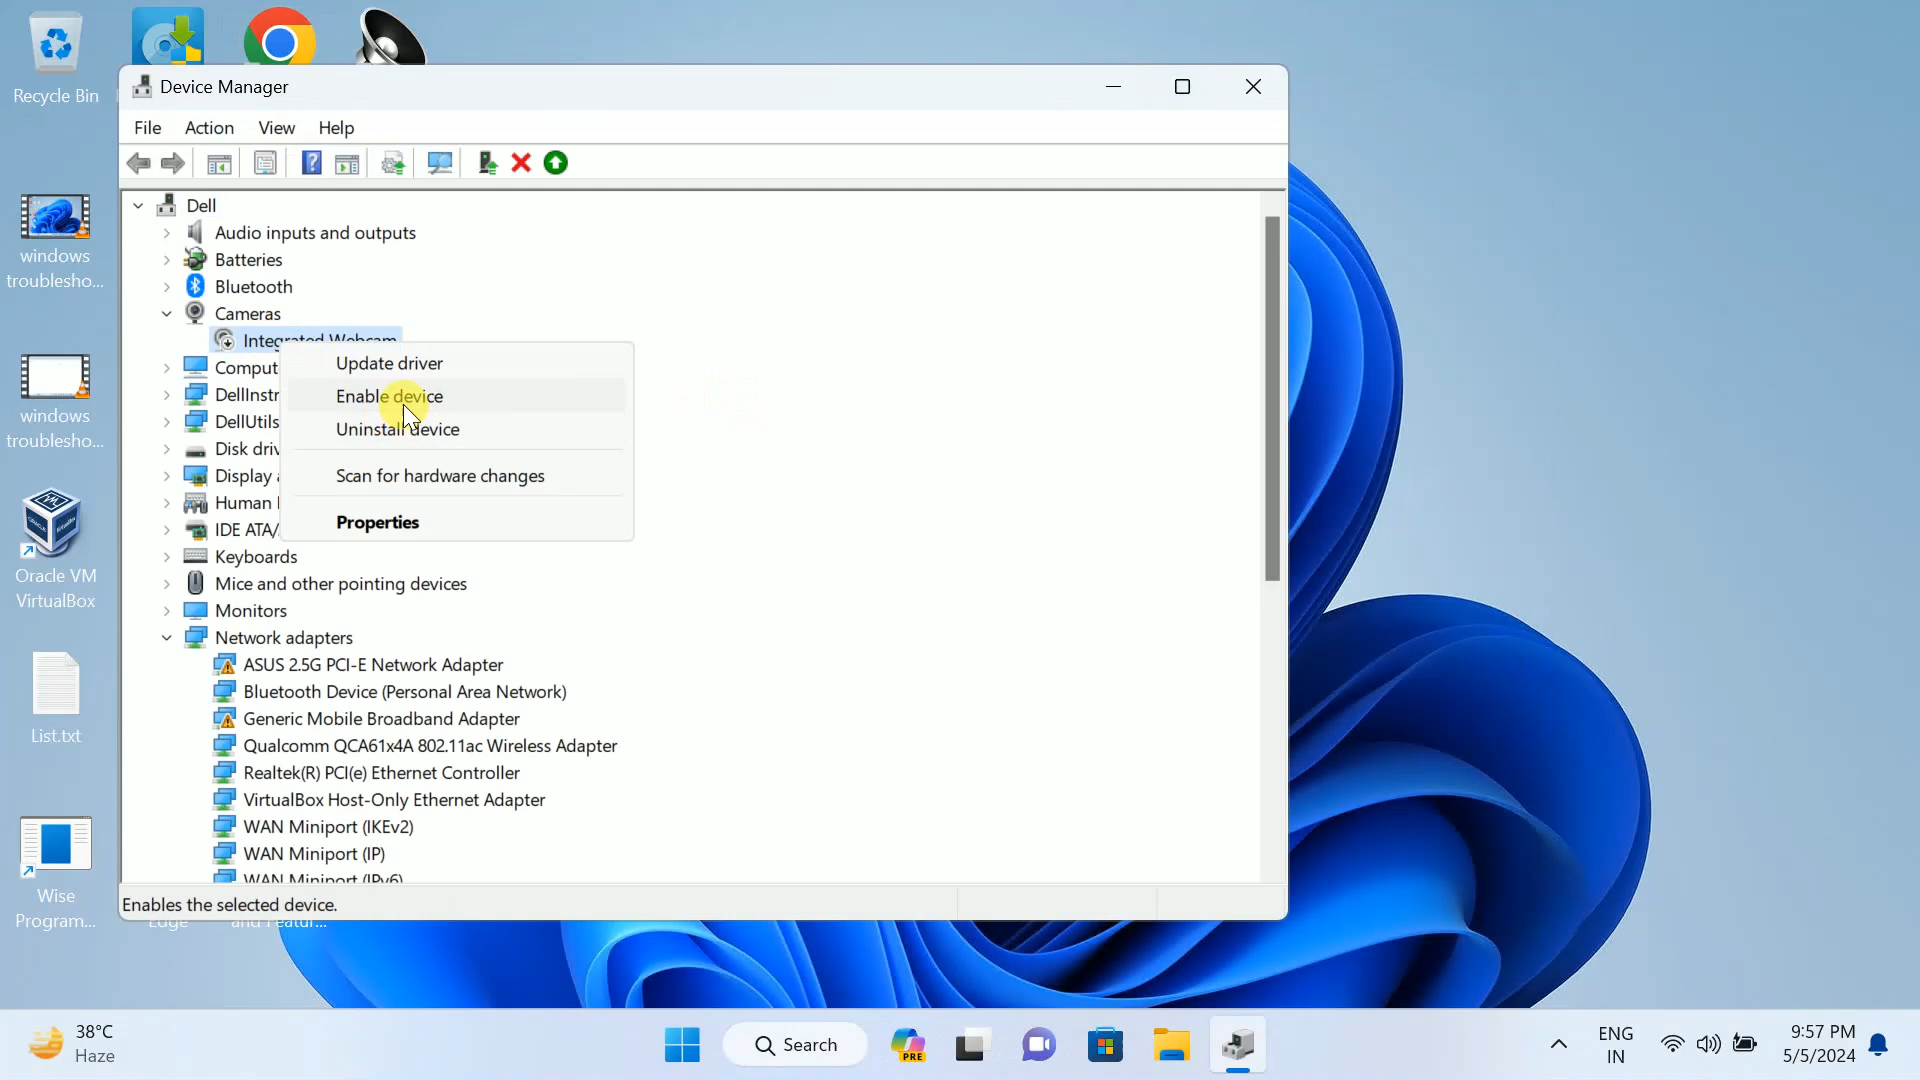 Recycle Bin
windows
troublesho...
windows
troublesho...
Oracle VM
VirtualBox
List.txt
Wise
Program...
Edge
and Featur...
Device Manager
File Action View Help
Dell
Audio inputs and outputs
Batteries
Bluetooth
Cameras
Integrated Webcam
Comput
DellInstr
DellUtils
Disk driv
Display a
Human I
IDE ATA/
Keyboards
Mice and other pointing devices
Monitors
Network adapters
ASUS 2.5G PCI-E Network Adapter
Bluetooth Device (Personal Area Network)
Generic Mobile Broadband Adapter
Qualcomm QCA61x4A 802.11ac Wireless Adapter
Realtek(R) PCI(e) Ethernet Controller
VirtualBox Host-Only Ethernet Adapter
WAN Miniport (IKEv2)
WAN Miniport (IP)
WAN Miniport (IPv6)
Update driver
Enable device
Uninstall device
Scan for hardware changes
Properties
Enables the selected device.
38°C
Haze
Search
PRE
ENG
IN
9:57 PM
5/5/2024